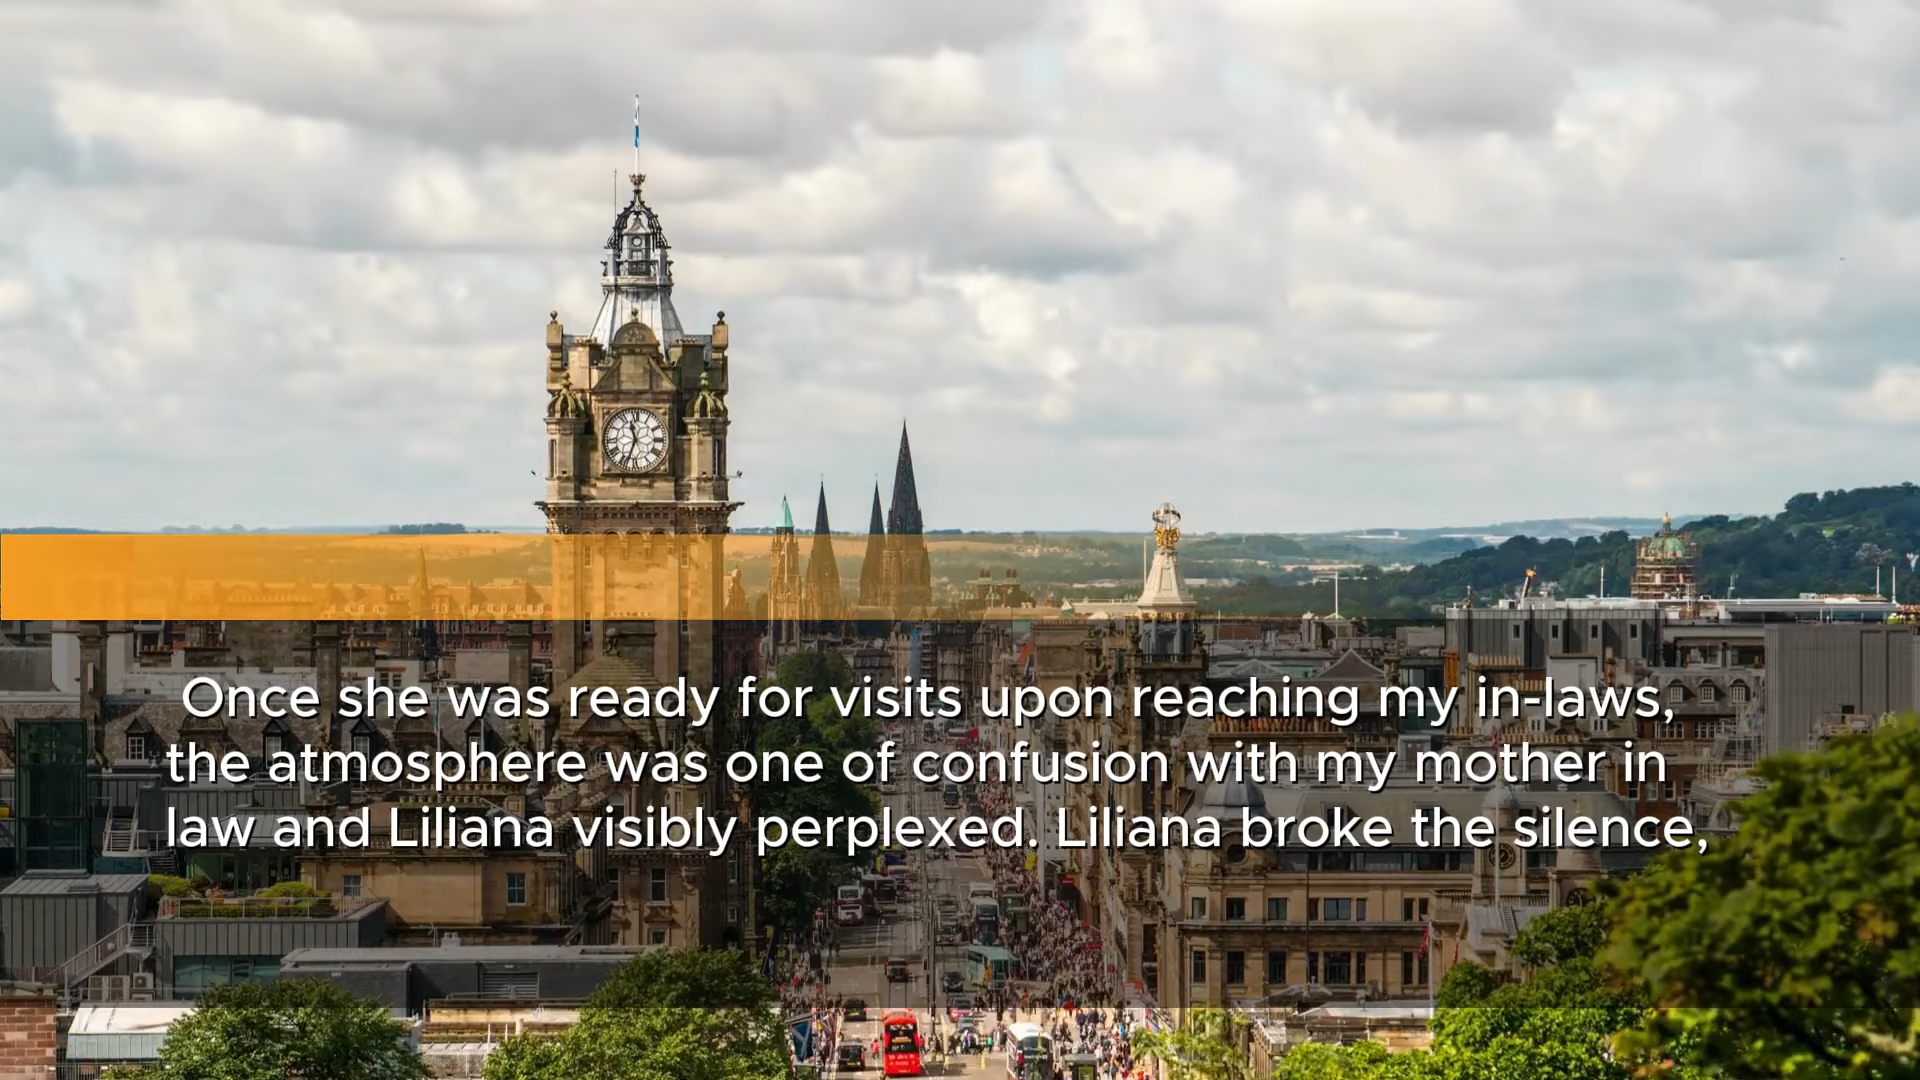 Once she was ready for visits upon reaching my in-laws,
the atmosphere was one of confusion with my mother in
law and Liliana visibly perplexed. Liliana broke the silence,